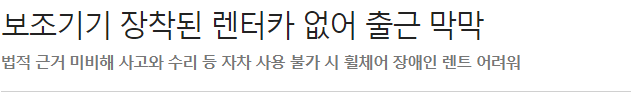 보조기기 장착된 렌터카 없어 출근 막막
법적 근거 미비해 사고와 수리 등 자차 사용 불가 시 휠체어 장애인 렌트 어려워